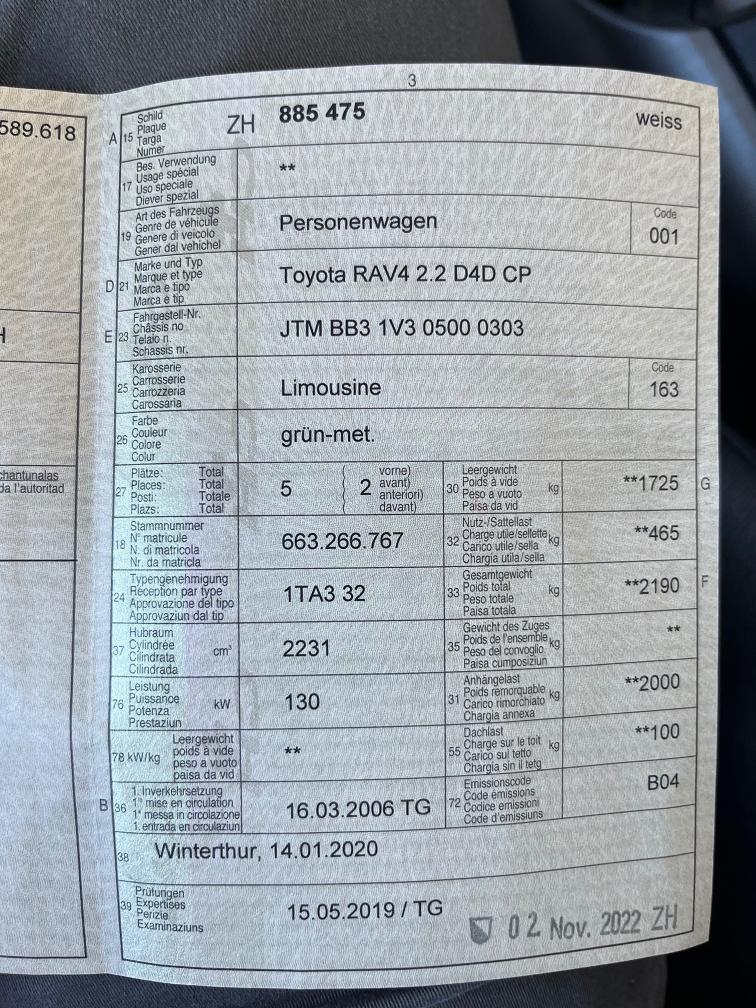 3
589.618
H
chantunalas
da l'autoritad
A 15 Schild
Plaque
Targa
Numer
ZH 885 475 weiss
17 Bes. Verwendung
Usage spécial
Uso speciale
Diever spezial
**
19 Art des Fahrzeugs
Genre de véhicule
Genere di veicolo
Gener dal vehichel
Personenwagen
Code
001
D 21 Marke und Typ
Marque et type
Marca e tipo
Marca e tip
Toyota RAV4 2.2 D4D CP
E 23 Fahrgestell-Nr.
Châssis no
Telaio n.
Schassis nr.
JTM BB3 1V3 0500 0303
25 Karosserie
Carrosserie
Carrozzeria
Carossaria
Limousine
Code
163
26 Farbe
Couleur
Colore
Colur
grün-met.
27 Plätze: Total
Places: Total
Posti: Totale
Plazs: Total
5 2
vorne)
avant)
anteriori)
davant)
30 Leergewicht
Poids à vide
Peso a vuoto
Paisa da vid
kg **1725 G
18 Stammnummer
N° matricule
N. di matricola
Nr. da matricla
663.266.767
32 Nutz-/Sattellast
Charge utile/sellette
Carico utile/sella
Chargia utila/sella
kg **465
24 Typengenehmigung
Réception par type
Approvazione del tipo
Approvaziun dal tip
1TA3 32
33 Gesamtgewicht
Poids total
Peso totale
Paisa totala
kg **2190 F
37 Hubraum
Cylindrée
Cilindrata
Cilindrada
cm³ 2231
35 Gewicht des Zuges
Poids de l'ensemble
Peso del convoglio
Paisa cumposiziun
kg **
76 Leistung
Puissance
Potenza
Prestaziun
kW 130
31 Anhängelast
Poids remorquable
Carico rimorchiato
Chargia annexa
kg **2000
78 kW/kg Leergewicht
poids à vide
peso a vuoto
paisa da vid
**
55 Dachlast
Charge sur le toit
Carico sul tetto
Chargia sin il tetg
kg **100
B 36 1. Inverkehrsetzung
1re mise en circulation
1a messa in circolazione
1. entrada en circulaziun
16.03.2006 TG
72 Emissionscode
Code émissions
Codice emissioni
Code d'emissiuns
B04
38 Winterthur, 14.01.2020
39 Prüfungen
Expertises
Perizie
Examinaziuns
15.05.2019 / TG
02. Nov. 2022 ZH